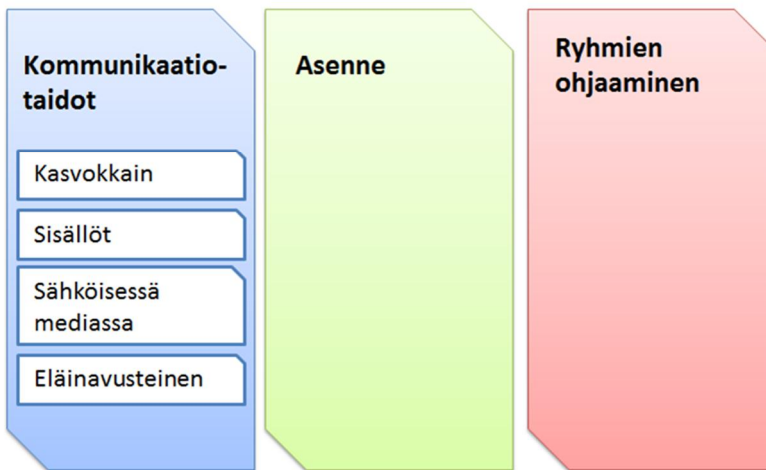 Kommunikaatio-
taidot
Kasvokkain
Sisällöt
Sähköisessä
mediassa
Eläinavusteinen
Asenne
Ryhmien
ohjaaminen